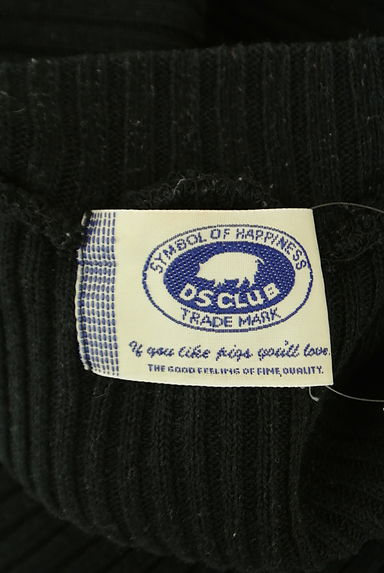 SYMBOL OF HAPPINESS
DS CLUB
TRADE MARK
If you like pigs you'll love.
THE GOOD FEELING OF FINE, QUALITY.